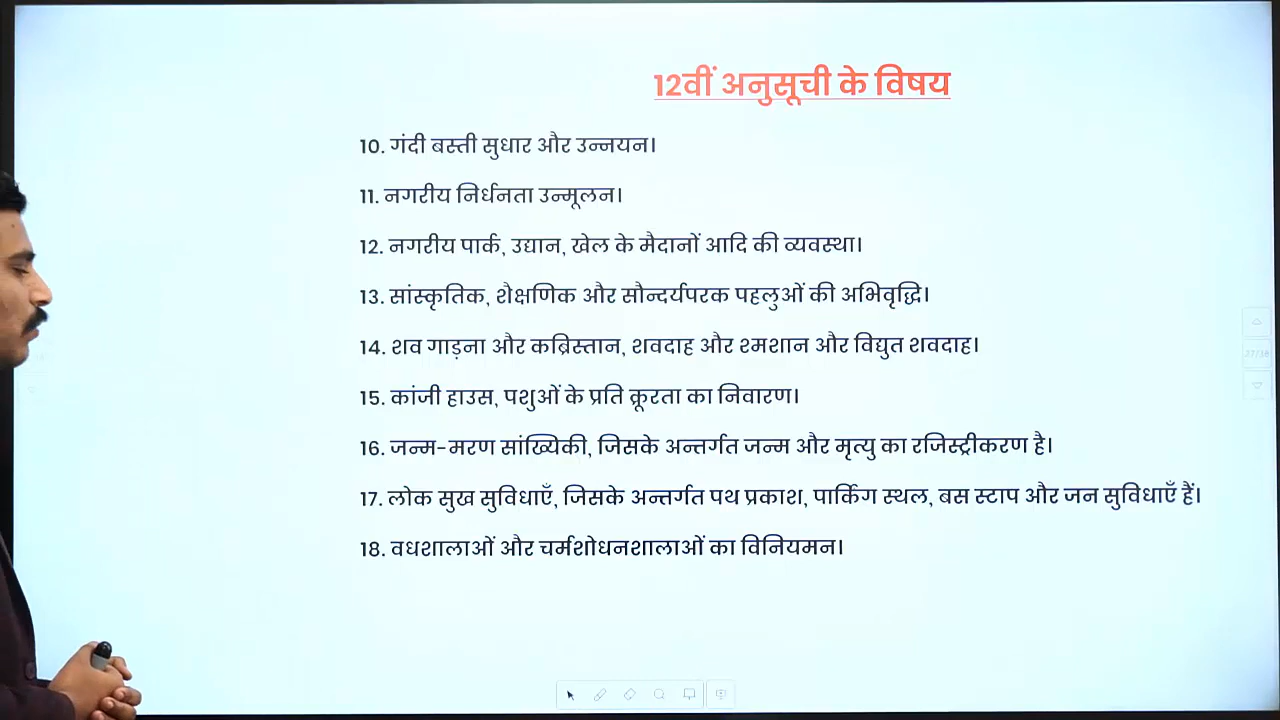 12वीं अनुसूची के विषय
10. गंदी बस्ती सुधार और उन्नयन।
11. नगरीय निर्धनता उन्मूलन।
12. नगरीय पार्क, उद्यान, खेल के मैदानों आदि की व्यवस्था।
13. सांस्कृतिक, शैक्षणिक और सौन्दर्यपरक पहलुओं की अभिवृद्धि।
14. शव गाड़ना और कब्रिस्तान, शवदाह और श्मशान और विद्युत शवदाह।
15. कांजी हाउस, पशुओं के प्रति क्रूरता का निवारण।
16. जन्म-मरण सांख्यिकी, जिसके अन्तर्गत जन्म और मृत्यु का रजिस्ट्रीकरण है।
17. लोक सुख सुविधाएँ, जिसके अन्तर्गत पथ प्रकाश, पार्किंग स्थल, बस स्टाप और जन सुविधाएँ हैं।
18. वधशालाओं और चर्मशोधनशालाओं का विनियमन।